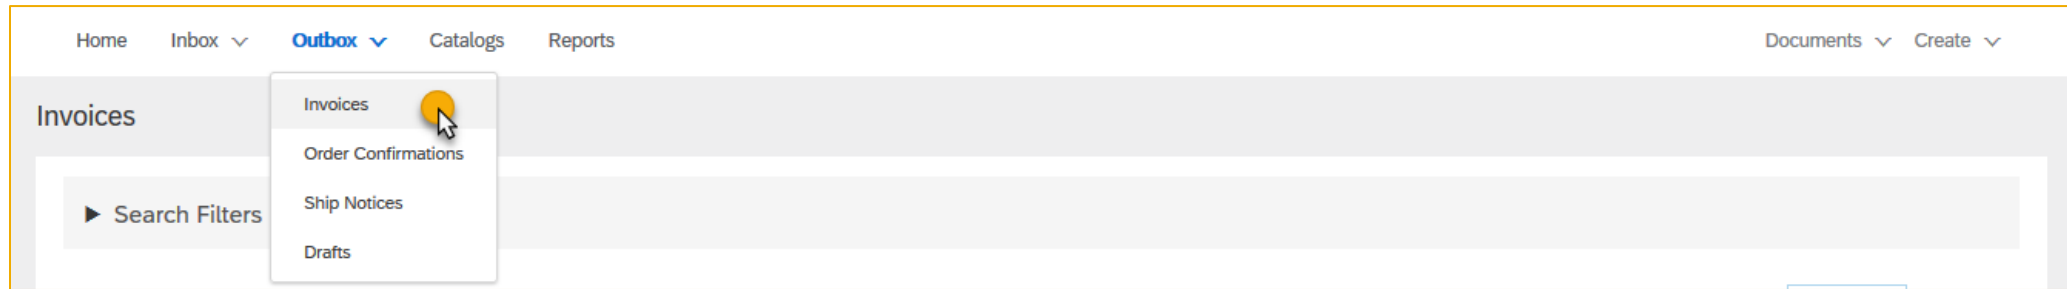 Home Inbox Outbox Catalogs Reports Documents Create
Invoices
Invoices
Order Confirmations
Ship Notices
Drafts
Search Filters